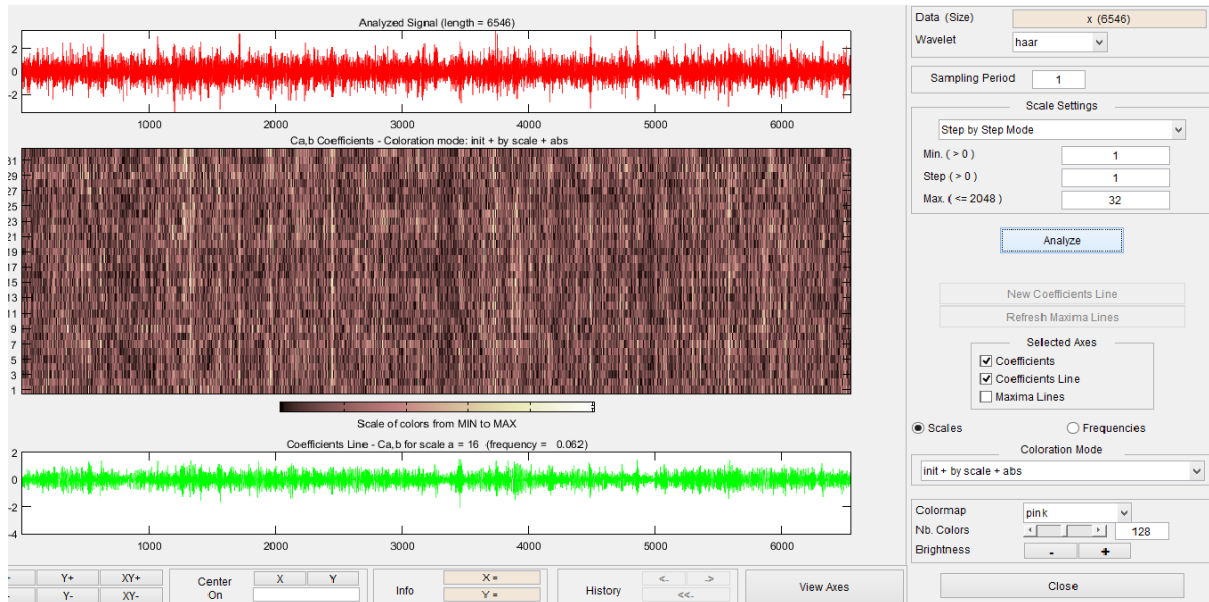 Analyzed Signal (length = 6546)
2
0
-2
1000 2000 3000 4000 5000 6000
Ca,b Coefficients - Coloration mode: init + by scale + abs
31
29
27
25
23
21
19
17
15
13
11
9
7
5
3
1
Scale of colors from MIN to MAX
Coefficients Line - Ca,b for scale a = 16 (frequency = 0.062)
2
0
-2
-4
1000 2000 3000 4000 5000 6000
Y+ XY+
Y- XY-
Center
On
X Y
Info
X =
Y =
History
<- ->
<<-
View Axes
Data (Size) x (6546)
Wavelet haar
Sampling Period 1
Scale Settings
Step by Step Mode
Min. ( > 0 ) 1
Step ( > 0 ) 1
Max. ( <= 2048 ) 32
Analyze
New Coefficients Line
Refresh Maxima Lines
Selected Axes
Coefficients
Coefficients Line
Maxima Lines
Scales Frequencies
Coloration Mode
init + by scale + abs
Colormap pink
Nb. Colors 128
Brightness - +
Close